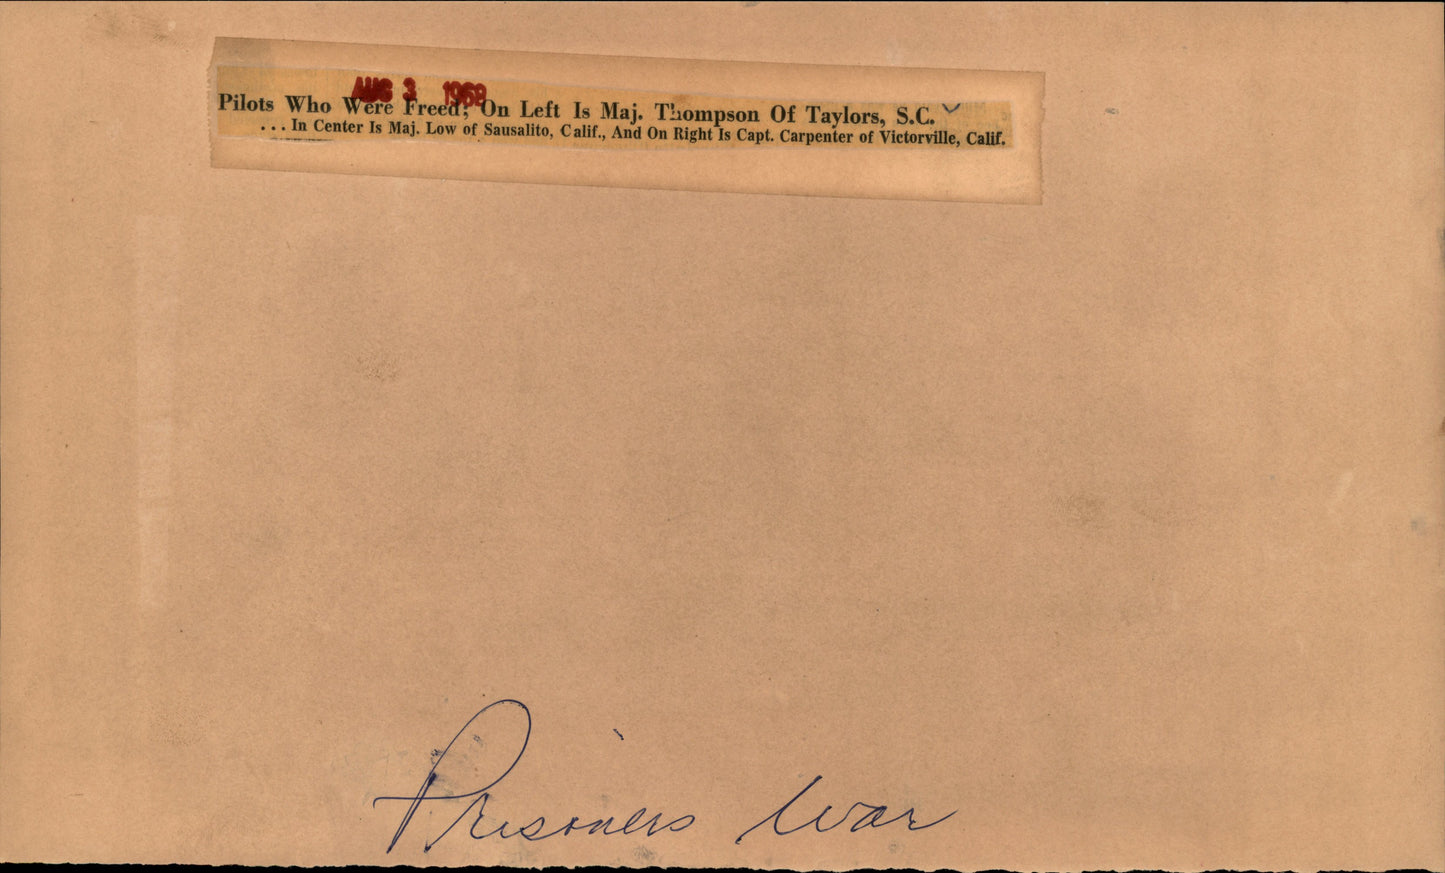 AUG 3 1968
Pilots Who Were Freed; On Left Is Maj. Thompson Of Taylors, S.C.
... In Center Is Maj. Low of Sausalito, Calif., And On Right Is Capt. Carpenter of Victorville, Calif.
Prisoners War